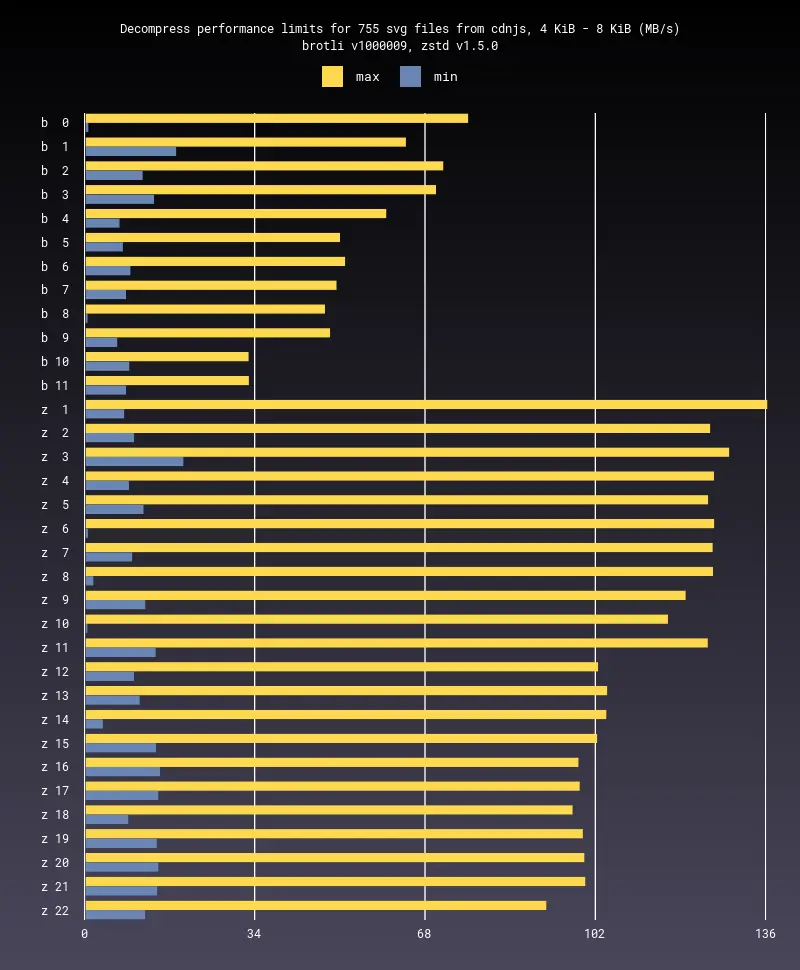 Decompress performance limits for 755 svg files from cdnjs, 4 KiB - 8 KiB (MB/s)
brotli v1000009, zstd v1.5.0
max min
b 0
b 1
b 2
b 3
b 4
b 5
b 6
b 7
b 8
b 9
b 10
b 11
z 1
z 2
z 3
z 4
z 5
z 6
z 7
z 8
z 9
z 10
z 11
z 12
z 13
z 14
z 15
z 16
z 17
z 18
z 19
z 20
z 21
z 22
0 34 68 102 136